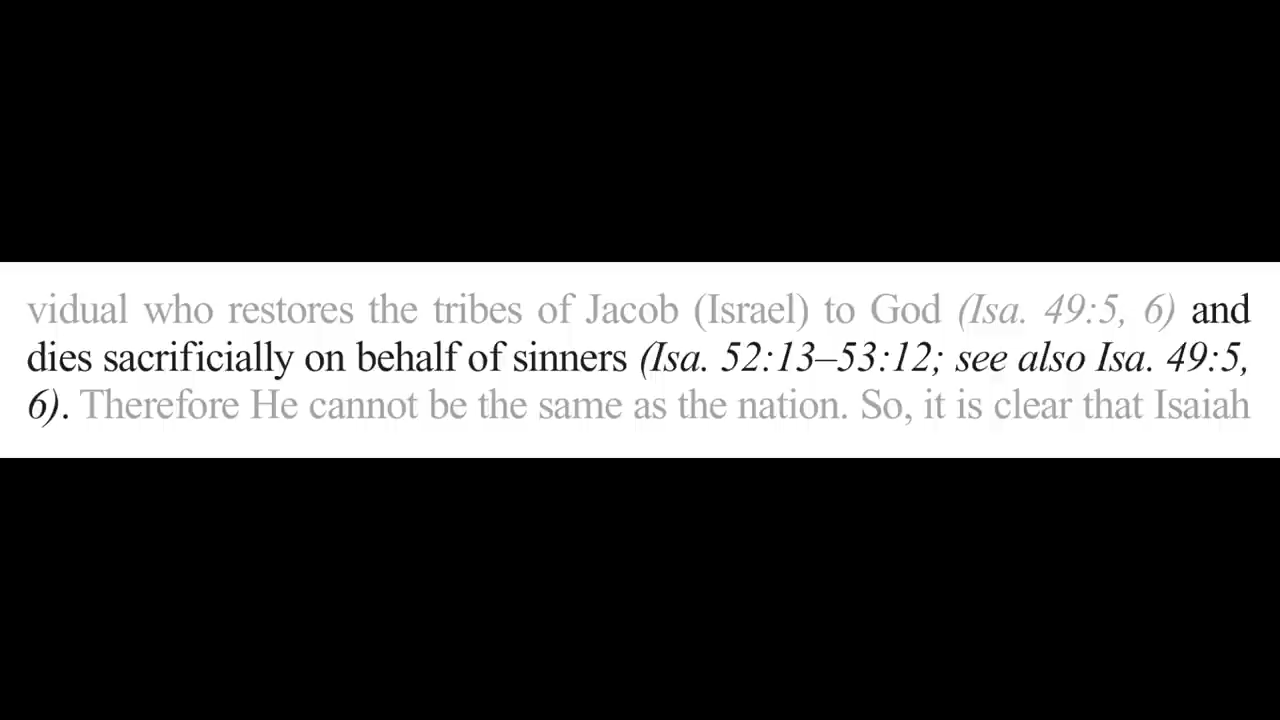 vidual who restores the tribes of Jacob (Israel) to God (Isa. 49:5, 6) and
dies sacrificially on behalf of sinners (Isa. 52:13–53:12; see also Isa. 49:5,
6). Therefore He cannot be the same as the nation. So, it is clear that Isaiah